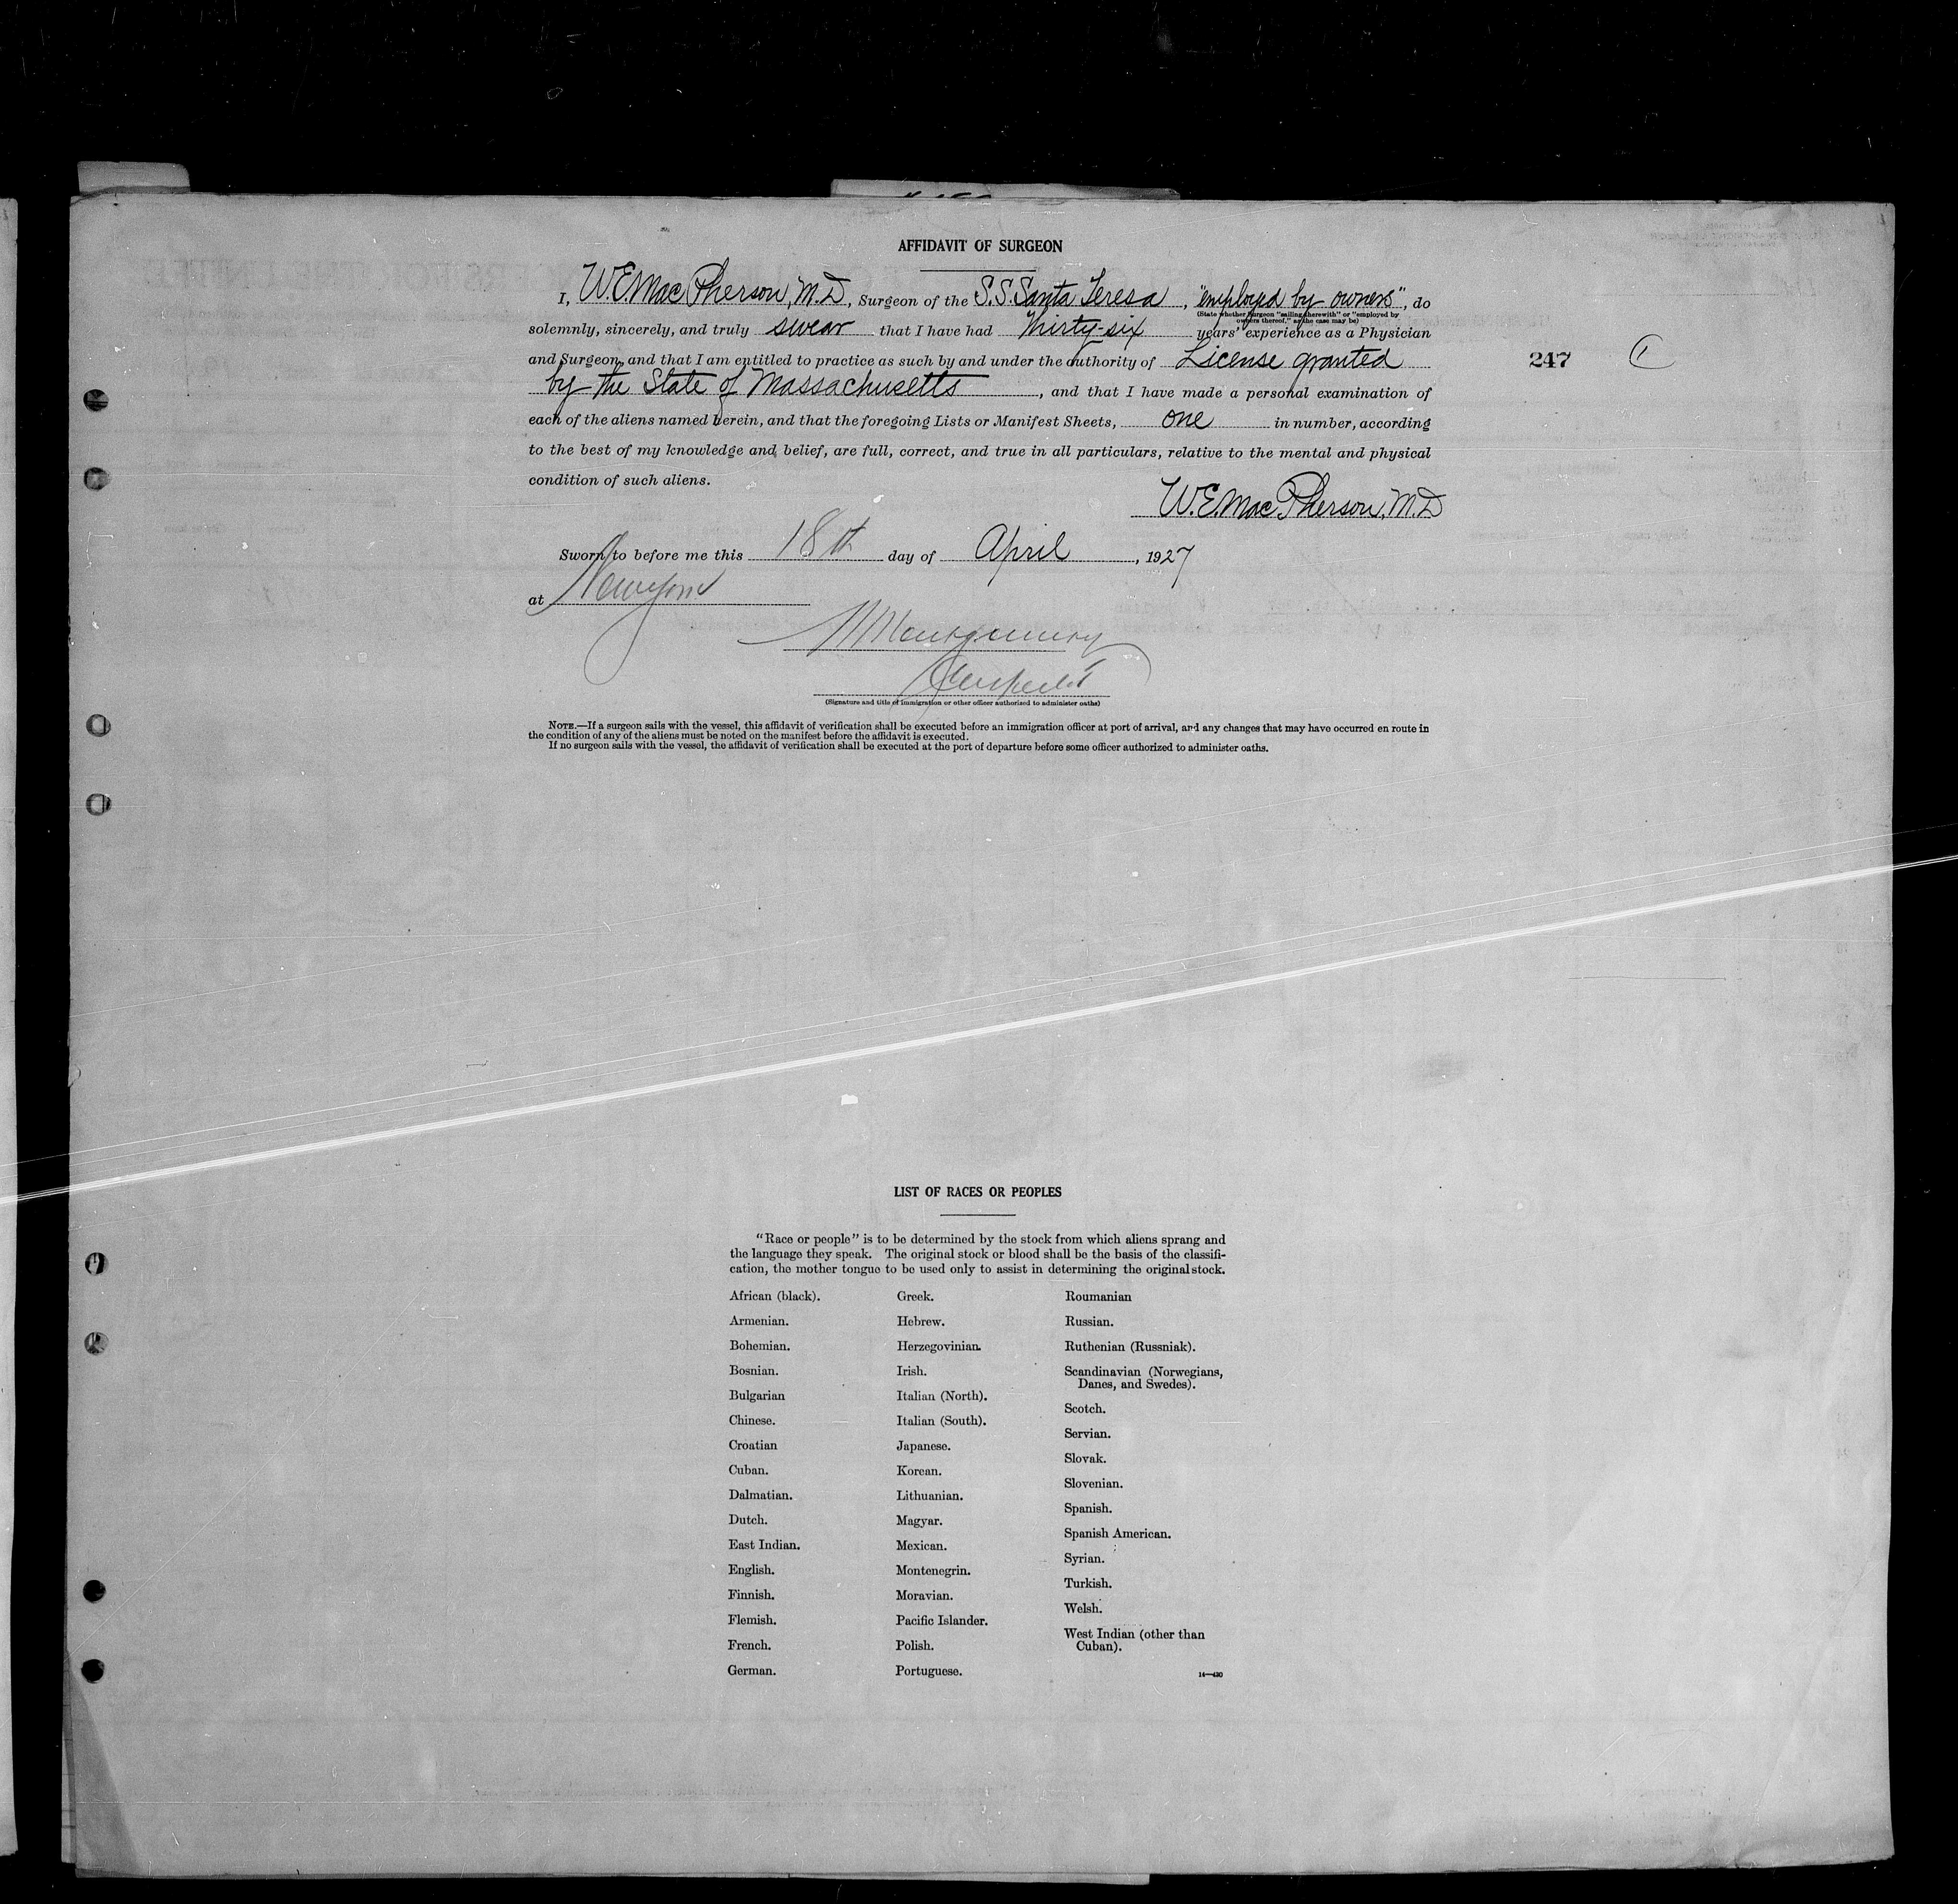 AFFIDAVIT OF SURGEON
I, W.E. MacPherson, M.D., Surgeon of the S.S. Santa Teresa, "employed by owners", do
(State whether Surgeon "sailing therewith" or "employed by
owners thereof," as the case may be)
solemnly, sincerely, and truly swear that I have had thirty-six years' experience as a Physician
and Surgeon, and that I am entitled to practice as such by and under the authority of License granted
247 1
by the State of Massachusetts, and that I have made a personal examination of
each of the aliens named herein, and that the foregoing Lists or Manifest Sheets, one in number, according
to the best of my knowledge and belief, are full, correct, and true in all particulars, relative to the mental and physical
condition of such aliens.
W.E. MacPherson, M.D
Sworn to before me this 18th day of April, 1927
at New York
Montgomery
(Signature and title of immigration or other officer authorized to administer oaths)
NOTE.—If a surgeon sails with the vessel, this affidavit of verification shall be executed before an immigration officer at port of arrival, and any changes that may have occurred en route in
the condition of any of the aliens must be noted on the manifest before the affidavit is executed.
If no surgeon sails with the vessel, the affidavit of verification shall be executed at the port of departure before some officer authorized to administer oaths.
LIST OF RACES OR PEOPLES
"Race or people" is to be determined by the stock from which aliens sprang and
the language they speak. The original stock or blood shall be the basis of the classifi-
cation, the mother tongue to be used only to assist in determining the original stock.
African (black).
Armenian.
Bohemian.
Bosnian.
Bulgarian
Chinese.
Croatian
Cuban.
Dalmatian.
Dutch.
East Indian.
English.
Finnish.
Flemish.
French.
German.
Greek.
Hebrew.
Herzegovinian.
Irish.
Italian (North).
Italian (South).
Japanese.
Korean.
Lithuanian.
Magyar.
Mexican.
Montenegrin.
Moravian.
Pacific Islander.
Polish.
Portuguese.
Roumanian
Russian.
Ruthenian (Russniak).
Scandinavian (Norwegians,
Danes, and Swedes).
Scotch.
Servian.
Slovak.
Slovenian.
Spanish.
Spanish American.
Syrian.
Turkish.
Welsh.
West Indian (other than
Cuban).
14—430